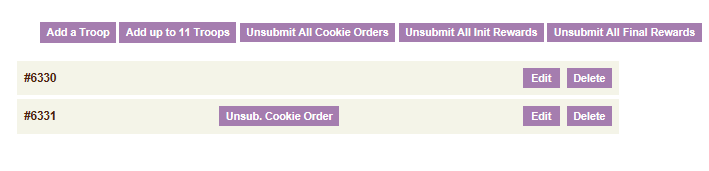 Add a Troop Add up to 11 Troops Unsubmit All Cookie Orders Unsubmit All Init Rewards Unsubmit All Final Rewards
#6330 Edit Delete
#6331 Unsub. Cookie Order Edit Delete